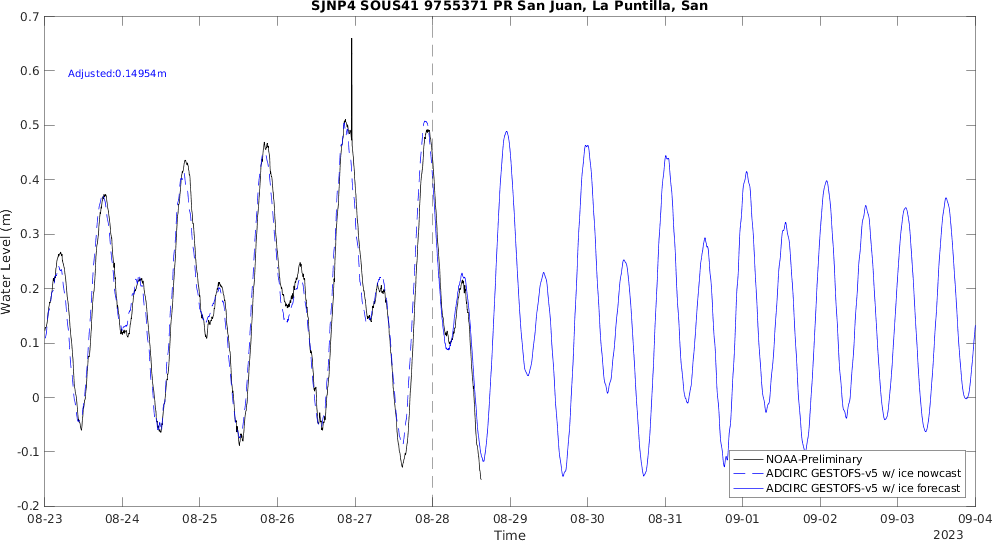 SJNP4 SOUS41 9755371 PR San Juan, La Puntilla, San
Adjusted:0.14954m
Water Level (m)
0.7
0.6
0.5
0.4
0.3
0.2
0.1
0
-0.1
-0.2
NOAA-Preliminary
ADCIRC GESTOFS-v5 w/ ice nowcast
ADCIRC GESTOFS-v5 w/ ice forecast
08-23 08-24 08-25 08-26 08-27 08-28 08-29 08-30 08-31 09-01 09-02 09-03 09-04
Time
2023